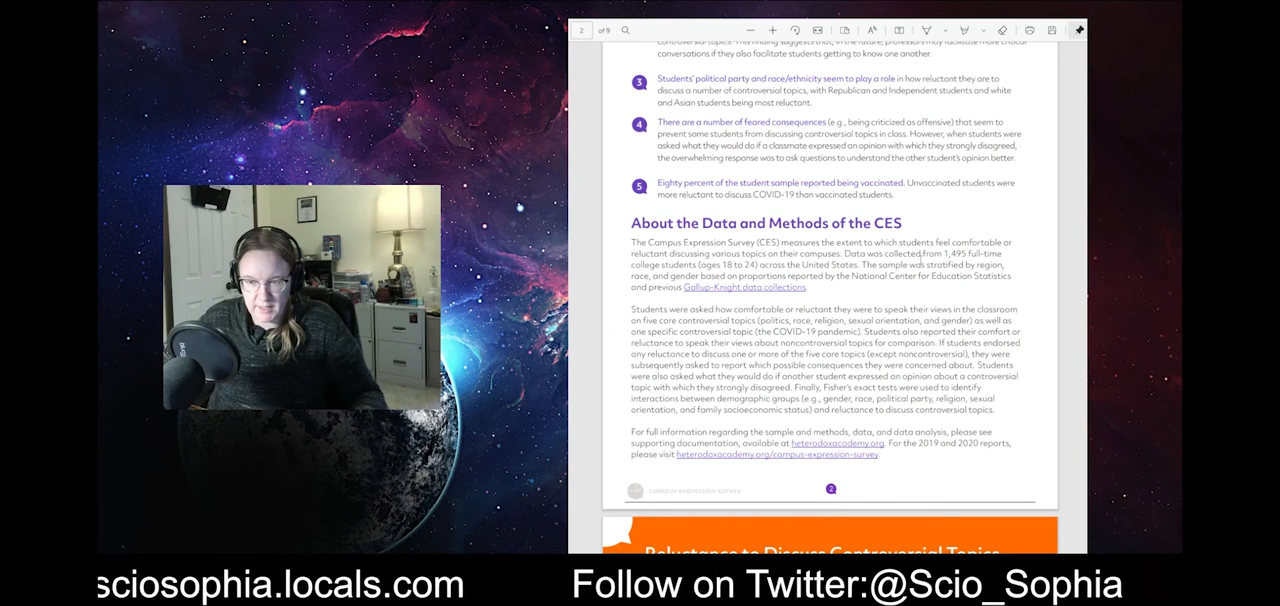 2 of 9
controversial topics. This finding suggests that, in the future, professors may facilitate more critical
conversations if they also facilitate students getting to know one another.
3 Students' political party and race/ethnicity seem to play a role in how reluctant they are to
discuss a number of controversial topics, with Republican and Independent students and white
and Asian students being most reluctant.
4 There are a number of feared consequences (e.g., being criticized as offensive) that seem to
prevent some students from discussing controversial topics in class. However, when students were
asked what they would do if a classmate expressed an opinion with which they strongly disagreed,
the overwhelming response was to ask questions to understand the other student's opinion better.
5 Eighty percent of the student sample reported being vaccinated. Unvaccinated students were
more reluctant to discuss COVID-19 than vaccinated students.
About the Data and Methods of the CES
The Campus Expression Survey (CES) measures the extent to which students feel comfortable or
reluctant discussing various topics on their campuses. Data was collected from 1,495 full-time
college students (ages 18 to 24) across the United States. The sample was stratified by region,
race, and gender based on proportions reported by the National Center for Education Statistics
and previous Gallup-Knight data collections.
Students were asked how comfortable or reluctant they were to speak their views in the classroom
on five core controversial topics (politics, race, religion, sexual orientation, and gender) as well as
one specific controversial topic (the COVID-19 pandemic). Students also reported their comfort or
reluctance to speak their views about noncontroversial topics for comparison. If students endorsed
any reluctance to discuss one or more of the five core topics (except noncontroversial), they were
subsequently asked to report which possible consequences they were concerned about. Students
were also asked what they would do if another student expressed an opinion about a controversial
topic with which they strongly disagreed. Finally, Fisher's exact tests were used to identify
interactions between demographic groups (e.g., gender, race, political party, religion, sexual
orientation, and family socioeconomic status) and reluctance to discuss controversial topics.
For full information regarding the sample and methods, data, and data analysis, please see
supporting documentation, available at heterodoxacademy.org. For the 2019 and 2020 reports,
please visit heterodoxacademy.org/campus-expression-survey.
campus expression survey 2
Reluctance to Discuss Controversial Topics
sciosophia.locals.com Follow on Twitter:@Scio_Sophia